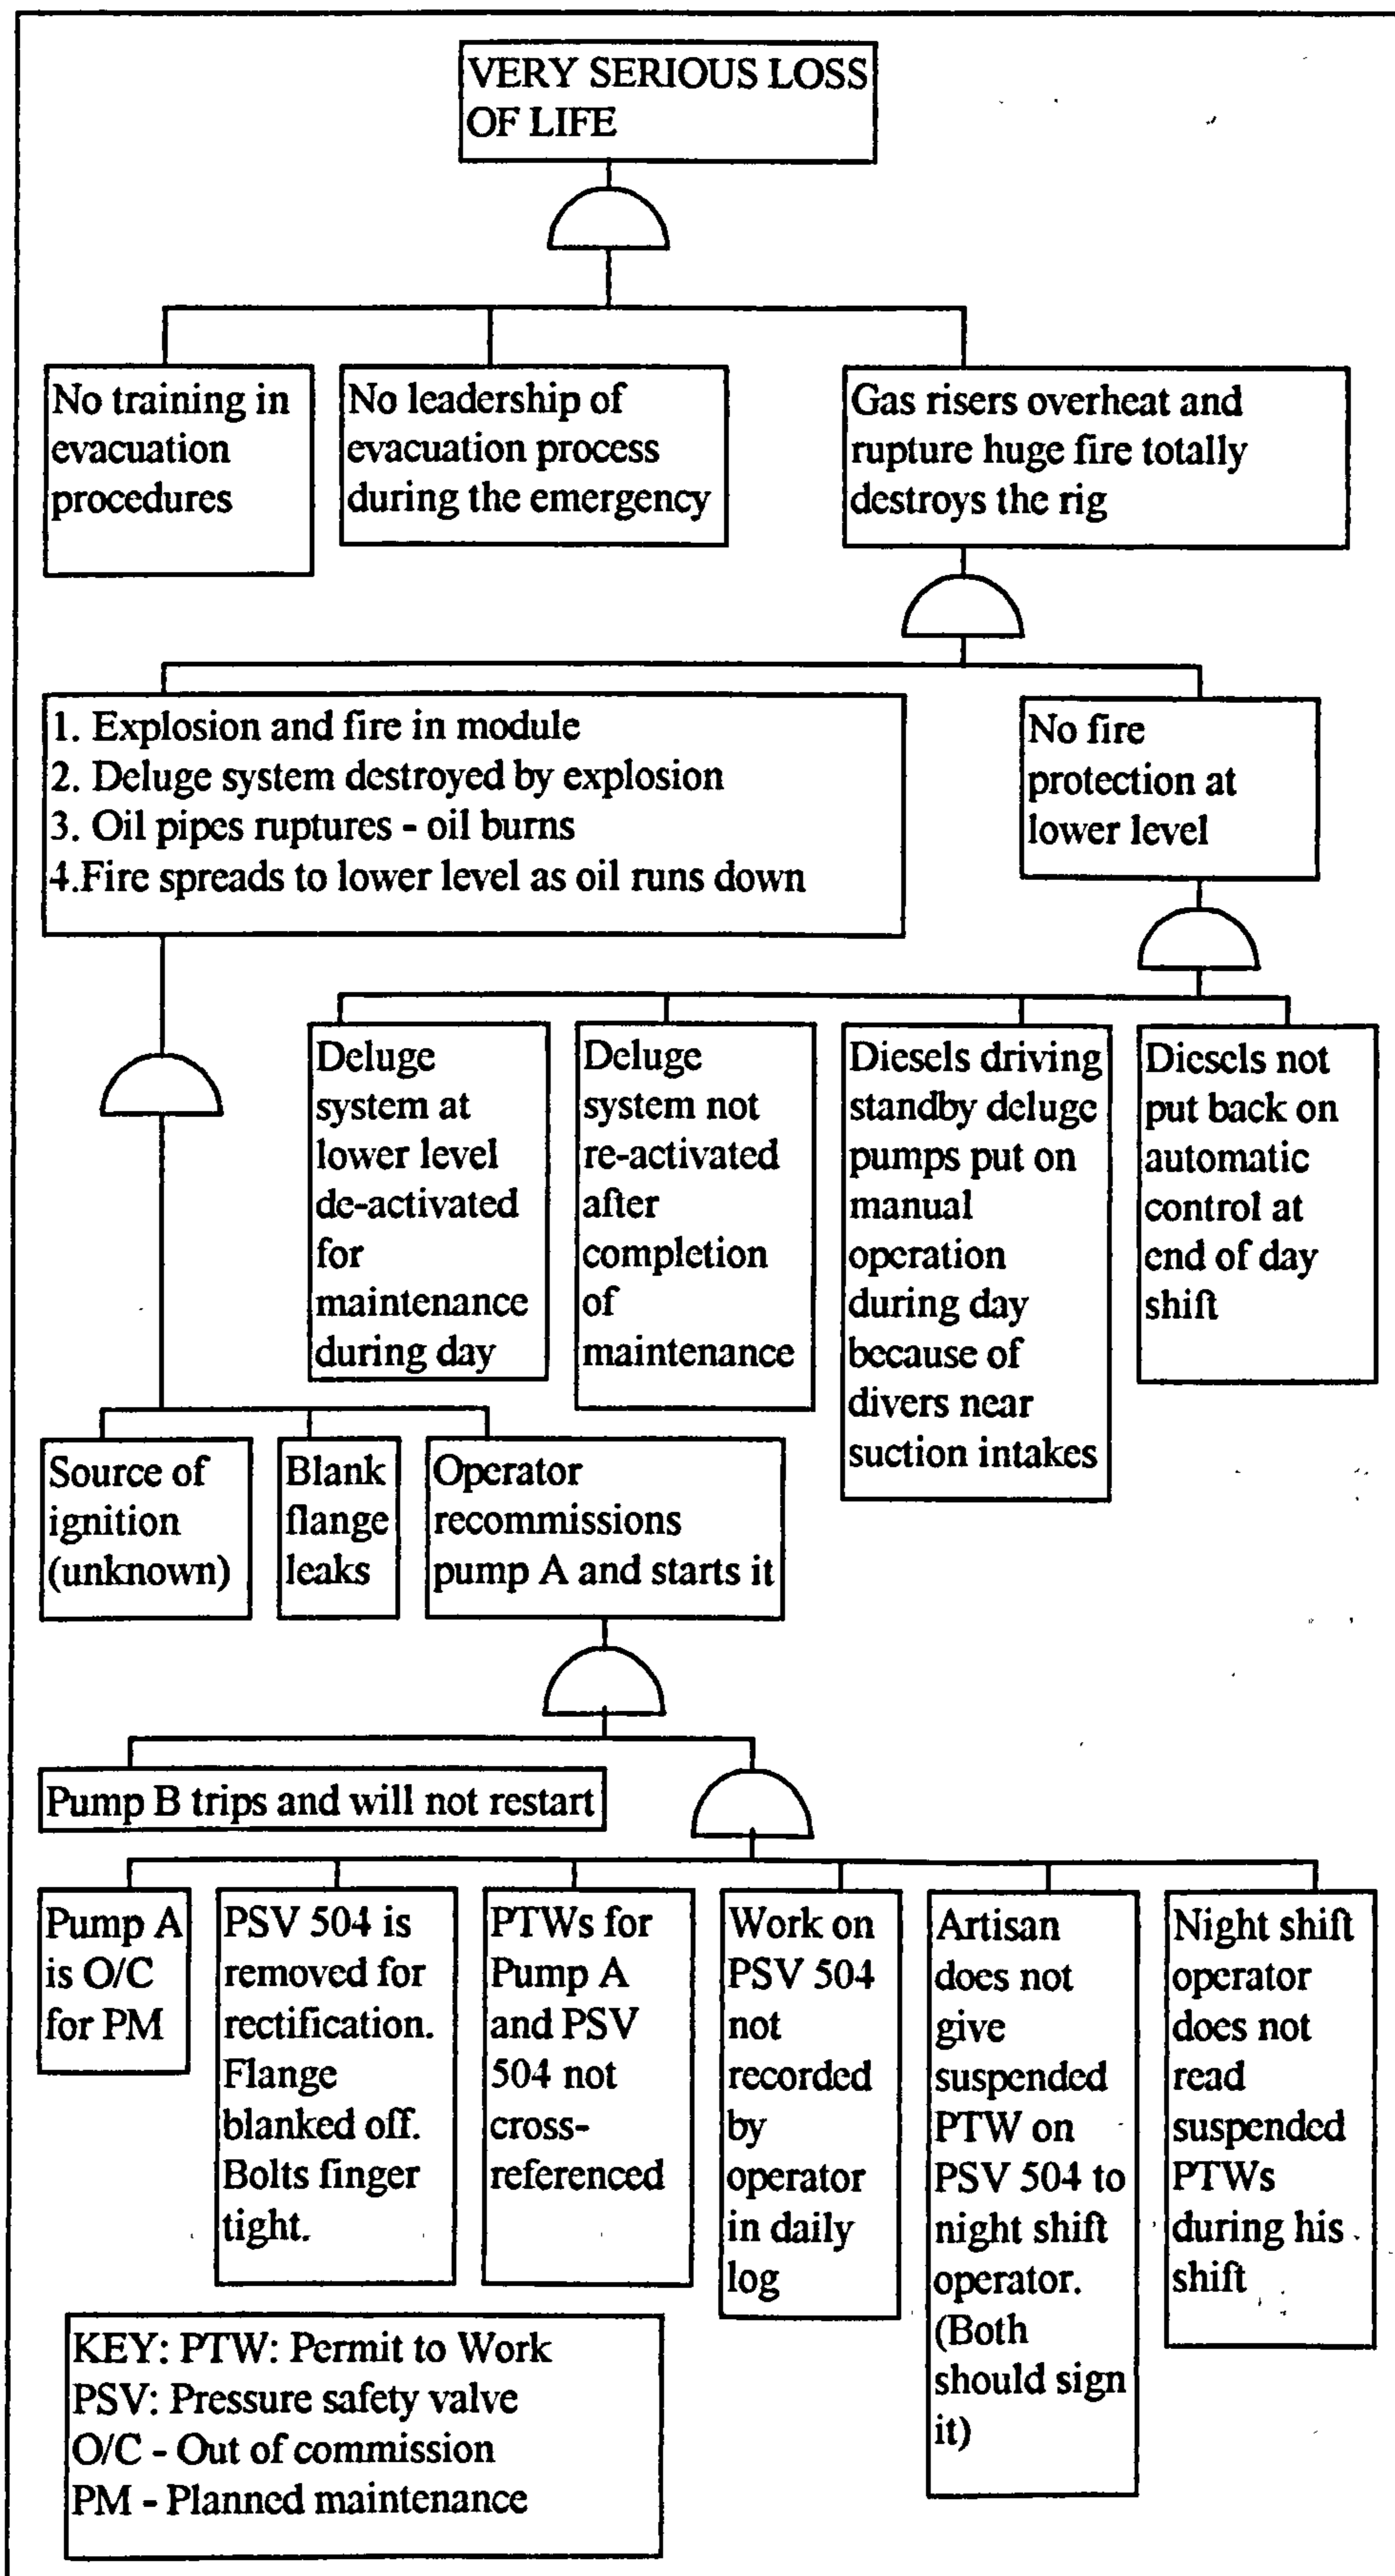 VERY SERIOUS LOSS
OF LIFE
No training in
evacuation
procedures
No leadership of
evacuation process
during the emergency
Gas risers overheat and
rupture huge fire totally
destroys the rig
1. Explosion and fire in module
2. Deluge system destroyed by explosion
3. Oil pipes ruptures - oil burns
4.Fire spreads to lower level as oil runs down
No fire
protection at
lower level
Deluge
system at
lower level
de-activated
for
maintenance
during day
Deluge
system not
re-activated
after
completion
of
maintenance
Diesels driving
standby deluge
pumps put on
manual
operation
during day
because of
divers near
suction intakes
Diesels not
put back on
automatic
control at
end of day
shift
Source of
ignition
(unknown)
Blank
flange
leaks
Operator
recommissions
pump A and starts it
Pump B trips and will not restart
Pump A
is O/C
for PM
PSV 504 is
removed for
rectification.
Flange
blanked off.
Bolts finger
tight.
PTWs for
Pump A
and PSV
504 not
cross-
referenced
Work on
PSV 504
not
recorded
by
operator
in daily
log
Artisan
does not
give
suspended
PTW on
PSV 504 to
night shift
operator.
(Both
should sign
it)
Night shift
operator
does not
read
suspended
PTWs
during his
shift
KEY: PTW: Permit to Work
PSV: Pressure safety valve
O/C - Out of commission
PM - Planned maintenance